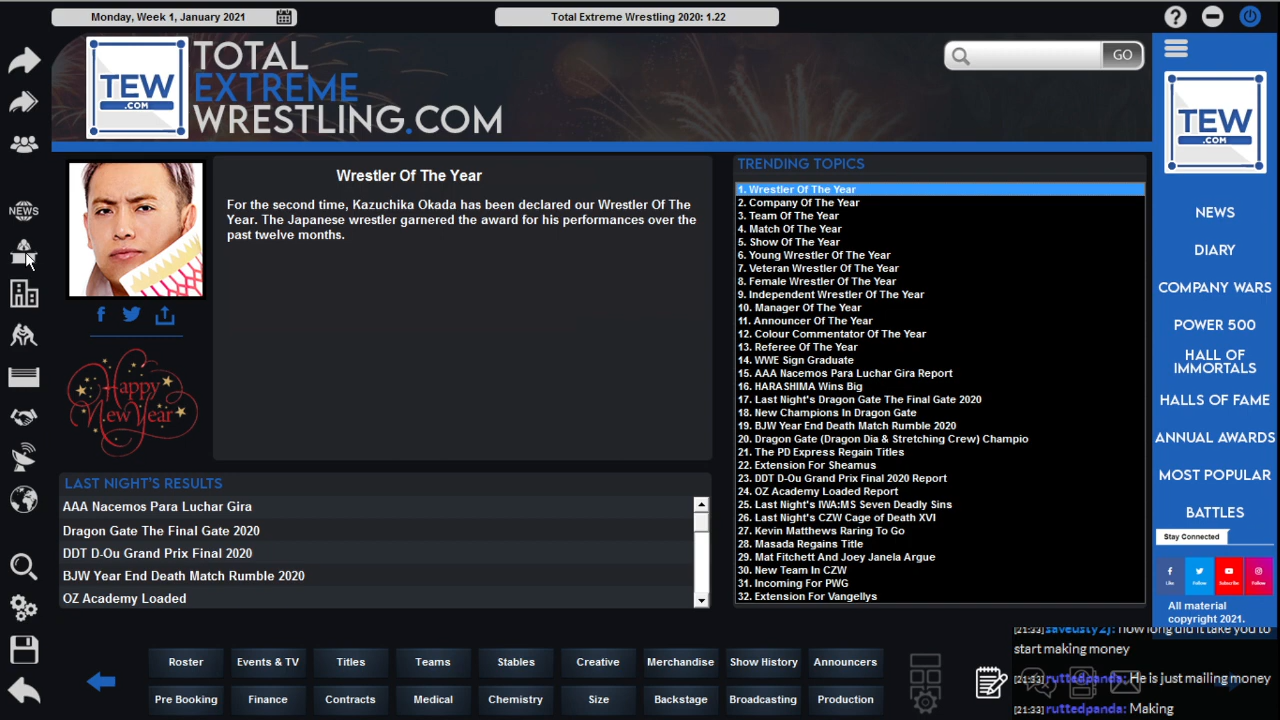 Monday, Week 1, January 2021
Total Extreme Wrestling 2020: 1.22
?
TEW
.COM
TOTAL
EXTREME
WRESTLING.COM
GO
TEW
.COM
Wrestler Of The Year
For the second time, Kazuchika Okada has been declared our Wrestler Of The
Year. The Japanese wrestler garnered the award for his performances over the
past twelve months.
Happy
New Year
LAST NIGHT'S RESULTS
AAA Nacemos Para Luchar Gira
Dragon Gate The Final Gate 2020
DDT D-Ou Grand Prix Final 2020
BJW Year End Death Match Rumble 2020
OZ Academy Loaded
TRENDING TOPICS
1. Wrestler Of The Year
2. Company Of The Year
3. Team Of The Year
4. Match Of The Year
5. Show Of The Year
6. Young Wrestler Of The Year
7. Veteran Wrestler Of The Year
8. Female Wrestler Of The Year
9. Independent Wrestler Of The Year
10. Manager Of The Year
11. Announcer Of The Year
12. Colour Commentator Of The Year
13. Referee Of The Year
14. WWE Sign Graduate
15. AAA Nacemos Para Luchar Gira Report
16. HARASHIMA Wins Big
17. Last Night's Dragon Gate The Final Gate 2020
18. New Champions In Dragon Gate
19. BJW Year End Death Match Rumble 2020
20. Dragon Gate (Dragon Dia & Stretching Crew) Champio
21. The PD Express Regain Titles
22. Extension For Sheamus
23. DDT D-Ou Grand Prix Final 2020 Report
24. OZ Academy Loaded Report
25. Last Night's IWA:MS Seven Deadly Sins
26. Last Night's CZW Cage of Death XVI
27. Kevin Matthews Raring To Go
28. Masada Regains Title
29. Mat Fitchett And Joey Janela Argue
30. New Team In CZW
31. Incoming For PWG
32. Extension For Vangellys
NEWS
NEWS
DIARY
COMPANY WARS
POWER 500
HALL OF
IMMORTALS
HALLS OF FAME
ANNUAL AWARDS
MOST POPULAR
BATTLES
Stay Connected
Like
Follow
Subscribe
Follow
All material
copyright 2021.
Roster
Events & TV
Titles
Teams
Stables
Creative
Merchandise
Show History
Announcers
Pre Booking
Finance
Contracts
Medical
Chemistry
Size
Backstage
Broadcasting
Production
[21:33] saveusty2j: how long did it take you to
start making money
[21:33] ruttedpanda: He is just mailing money
[21:33] ruttedpanda: Making